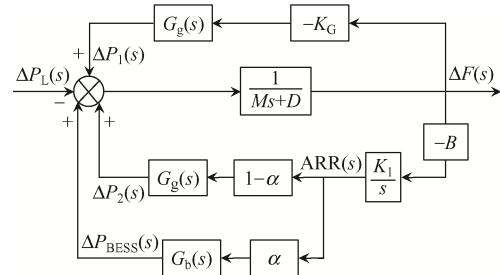 G_g(s)
−K_G
+
ΔP_1(s)
ΔP_L(s)
−
1
Ms+D
ΔF(s)
+
+
−B
ARR(s)
K_1
s
ΔP_2(s)
G_g(s)
1−α
ΔP_BESS(s)
G_b(s)
α